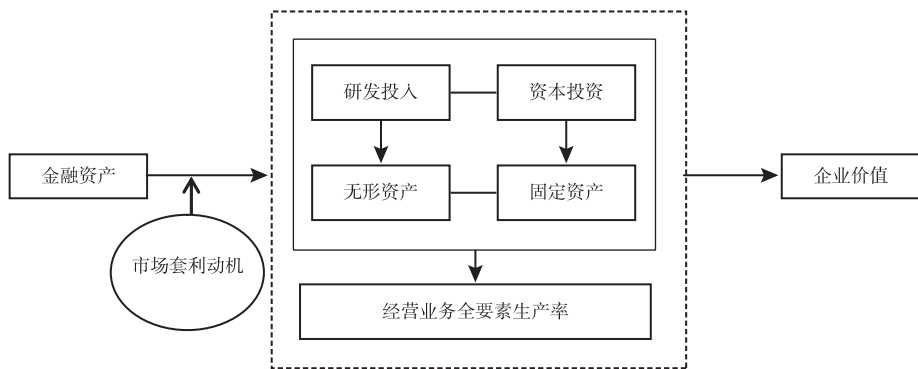 研发投入
资本投资
金融资产
无形资产
固定资产
企业价值
市场套利动机
经营业务全要素生产率